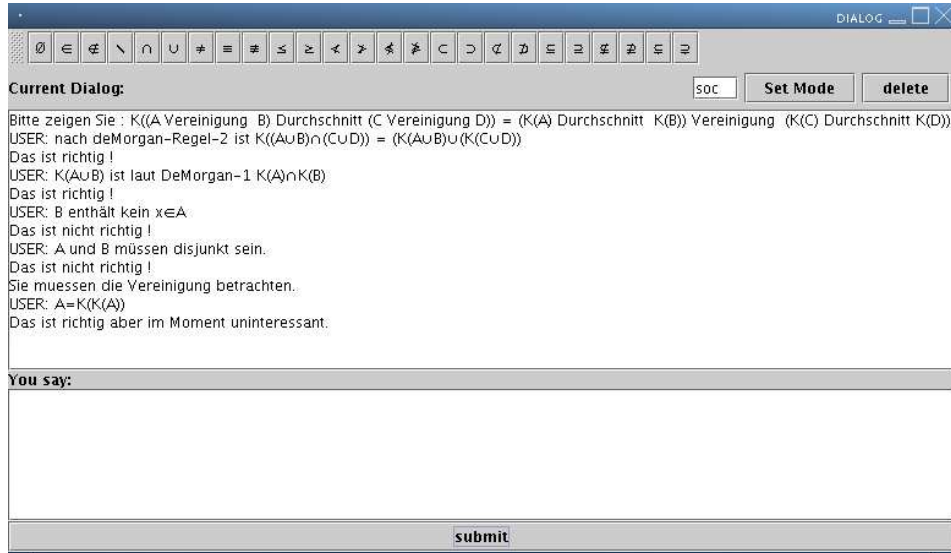 DIALOG
∅ ∈ ∉ \ ∩ ∪ ≠ ≡ ≢ ≤ ≥ ≮ ≯ ≰ ≱ ⊂ ⊃ ⊄ ⊅ ⊆ ⊇ ⊈ ⊉ ⊊ ⊋
Current Dialog: soc Set Mode delete
Bitte zeigen Sie : K((A Vereinigung B) Durchschnitt (C Vereinigung D)) = (K(A) Durchschnitt K(B)) Vereinigung (K(C) Durchschnitt K(D))
USER: nach deMorgan-Regel-2 ist K((A∪B)∩(C∪D)) = (K(A∪B)∪(K(C∪D))
Das ist richtig !
USER: K(A∪B) ist laut DeMorgan-1 K(A)∩K(B)
Das ist richtig !
USER: B enthält kein x∈A
Das ist nicht richtig !
USER: A und B müssen disjunkt sein.
Das ist nicht richtig !
Sie muessen die Vereinigung betrachten.
USER: A=K(K(A))
Das ist richtig aber im Moment uninteressant.
You say:
submit